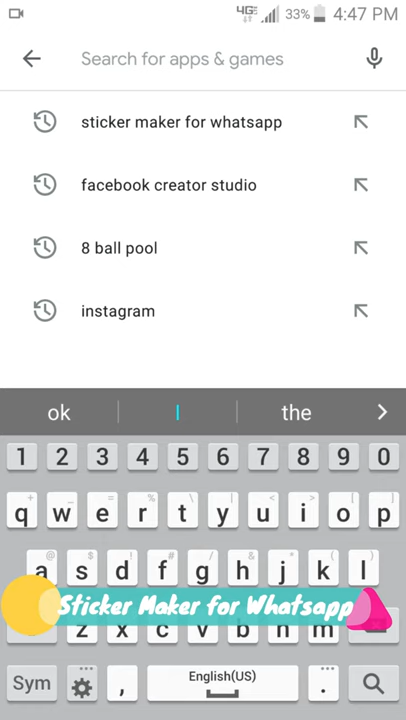 4G 33% 4:47 PM
Search for apps & games
sticker maker for whatsapp
facebook creator studio
8 ball pool
instagram
ok I the
1 2 3 4 5 6 7 8 9 0
q w e r t y u i o p
a s d f g h j k l
Sticker Maker for Whatsapp
z x c v b n m
Sym , English(US) .